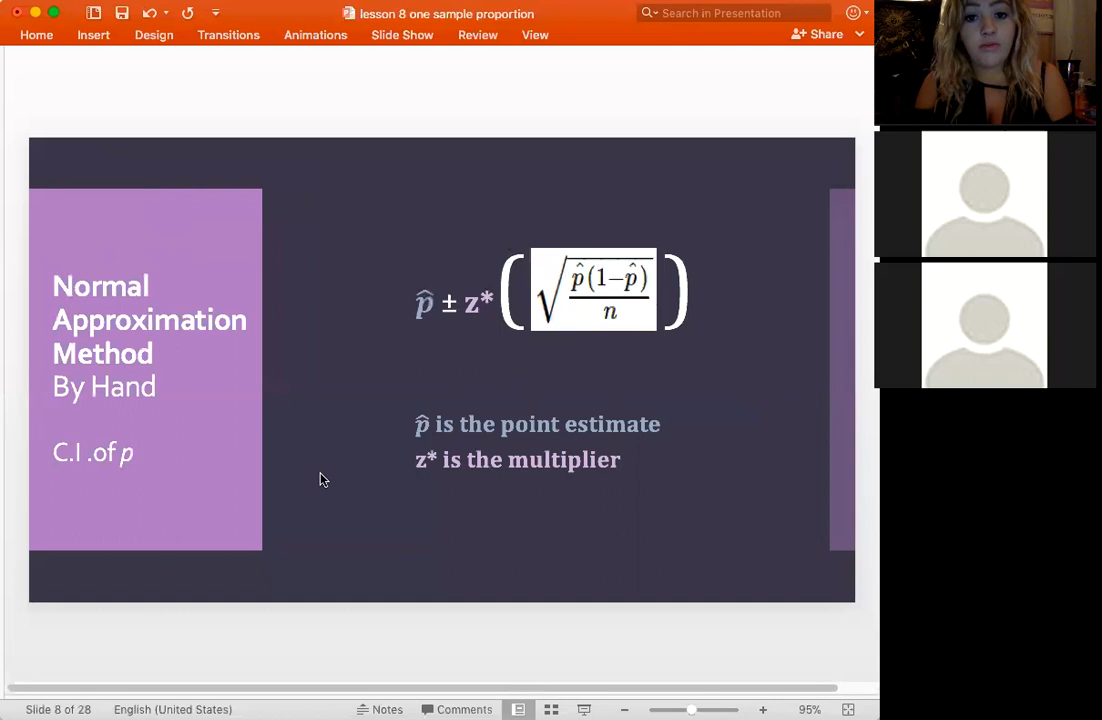 lesson 8 one sample proportion
Search in Presentation
Home Insert Design Transitions Animations Slide Show Review View Share
Normal
Approximation
Method
By Hand
C.I .of p
p̂ ± z* ( √ p̂(1−p̂) / n )
p̂ is the point estimate
z* is the multiplier
Slide 8 of 28 English (United States) Notes Comments 95%